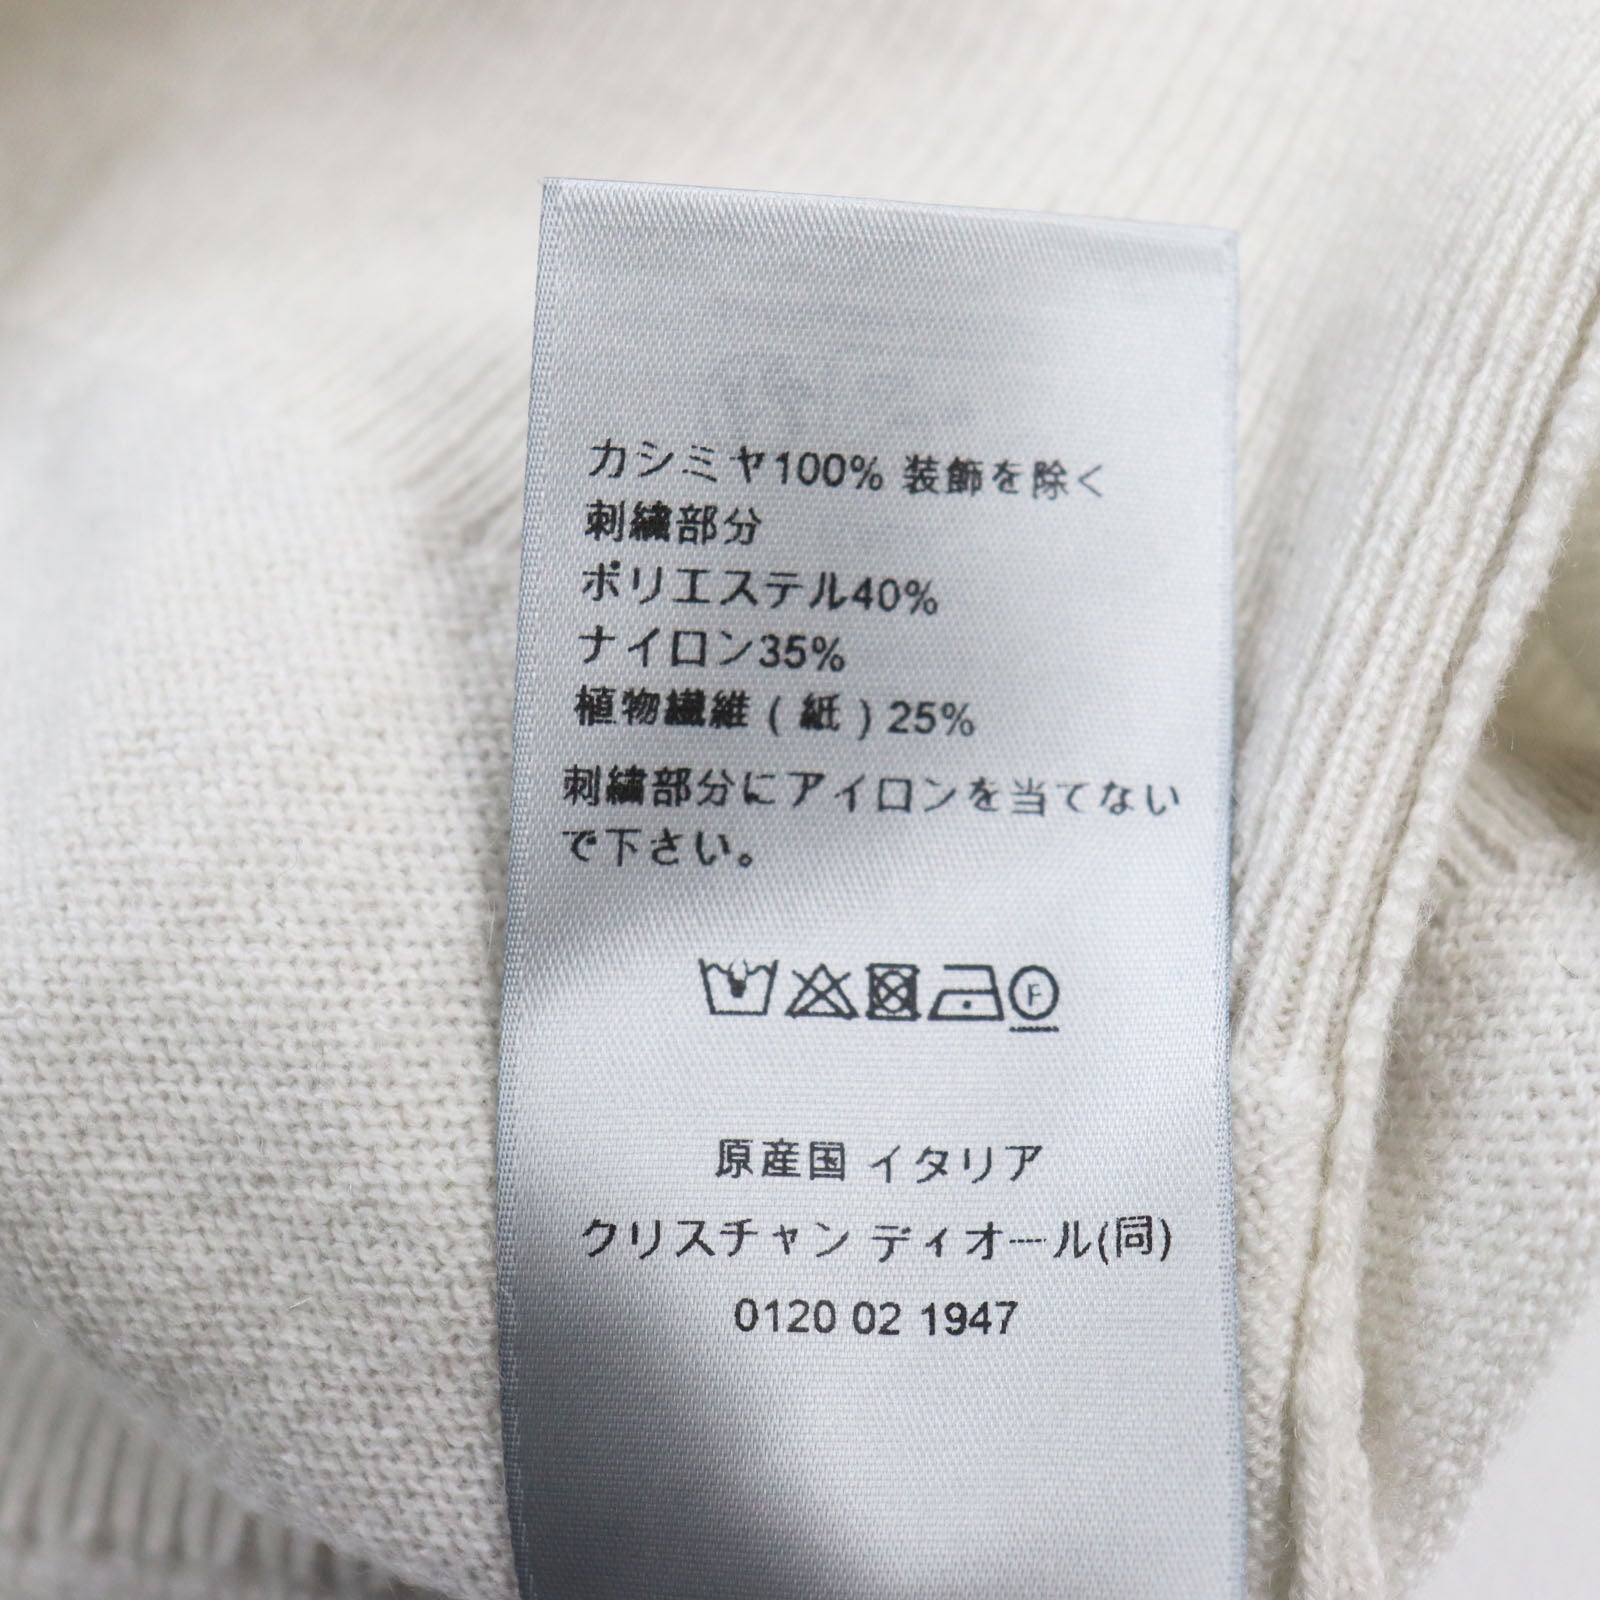 カシミヤ100% 装飾を除く
刺繍部分
ポリエステル40%
ナイロン35%
植物繊維 ( 紙 ) 25%
刺繍部分にアイロンを当てない
で下さい。
F
原産国 イタリア
クリスチャン ディオール(同)
0120 02 1947